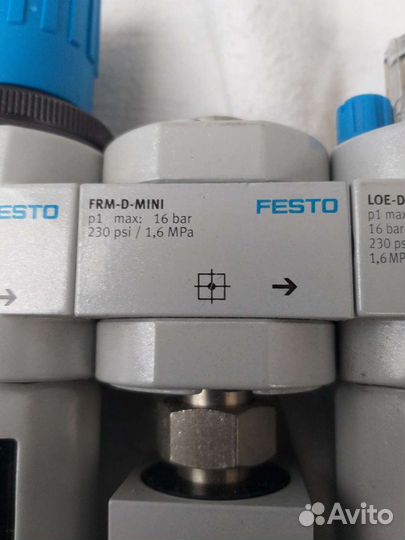 ESTO
FRM-D-MINI
p1 max: 16 bar
230 psi / 1,6 MPa
FESTO
LOE-D
p1 ma
16 bar
230 ps
1,6 MP
Avito